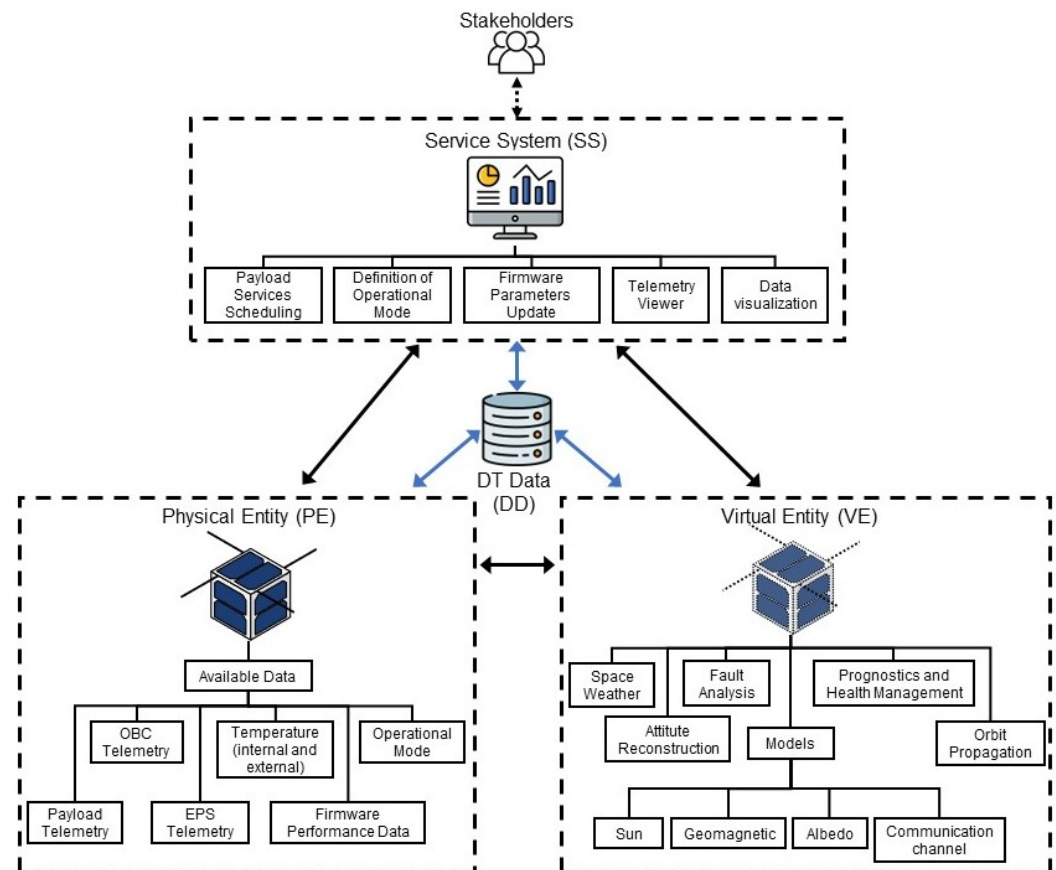 Stakeholders
Service System (SS)
Payload
Services
Scheduling
Definition of
Operational
Mode
Firmware
Parameters
Update
Telemetry
Viewer
Data
visualization
DT Data
(DD)
Physical Entity (PE)
Available Data
OBC
Telemetry
Temperature
(internal and
external)
Operational
Mode
Payload
Telemetry
EPS
Telemetry
Firmware
Performance Data
Virtual Entity (VE)
Space
Weather
Fault
Analysis
Prognostics and
Health Management
Attitute
Reconstruction
Models
Orbit
Propagation
Sun
Geomagnetic
Albedo
Communication
channel